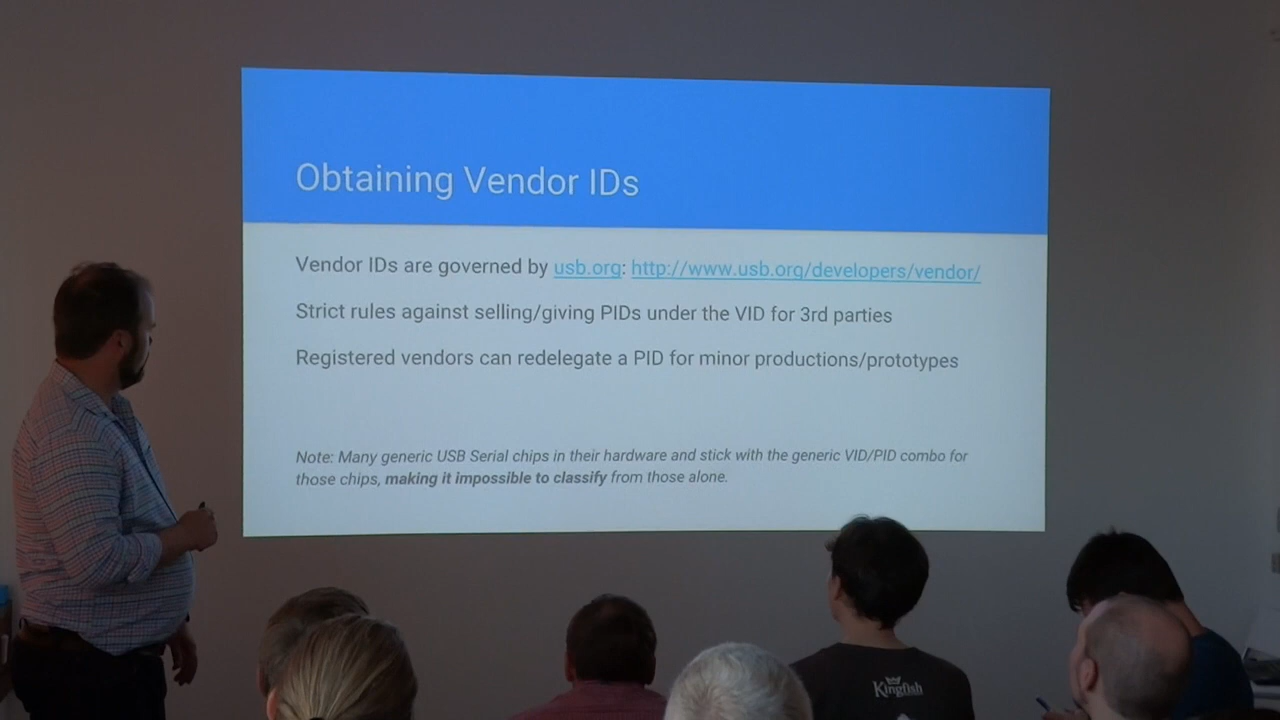 Obtaining Vendor IDs
Vendor IDs are governed by usb.org: http://www.usb.org/developers/vendor/
Strict rules against selling/giving PIDs under the VID for 3rd parties
Registered vendors can redelegate a PID for minor productions/prototypes
Note: Many generic USB Serial chips in their hardware and stick with the generic VID/PID combo for
those chips, making it impossible to classify from those alone.
Kingfish